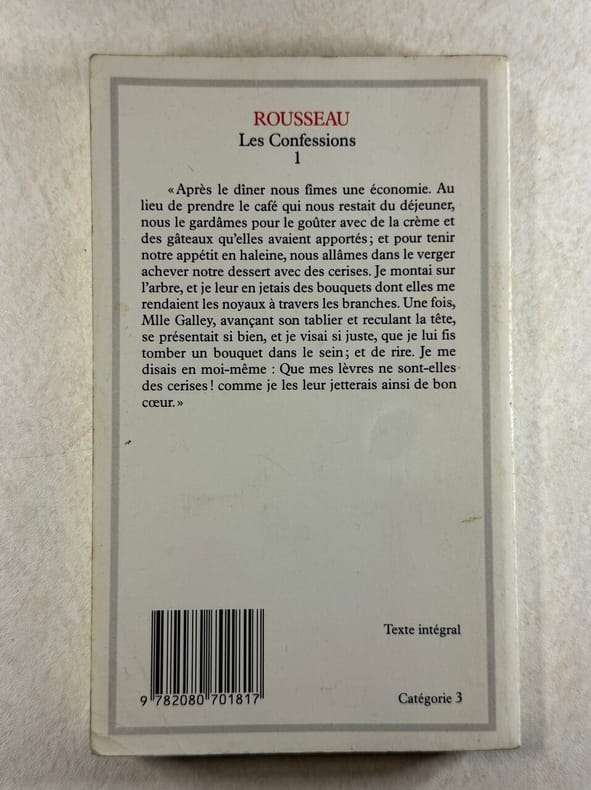 ROUSSEAU
Les Confessions
1
« Après le dîner nous fîmes une économie. Au
lieu de prendre le café qui nous restait du déjeuner,
nous le gardâmes pour le goûter avec de la crème et
des gâteaux qu'elles avaient apportés ; et pour tenir
notre appétit en haleine, nous allâmes dans le verger
achever notre dessert avec des cerises. Je montai sur
l'arbre, et je leur en jetais des bouquets dont elles me
rendaient les noyaux à travers les branches. Une fois,
Mlle Galley, avançant son tablier et reculant la tête,
se présentait si bien, et je visai si juste, que je lui fis
tomber un bouquet dans le sein ; et de rire. Je me
disais en moi-même : Que mes lèvres ne sont-elles
des cerises ! comme je les leur jetterais ainsi de bon
cœur. »
Texte intégral
9 782080 701817
Catégorie 3